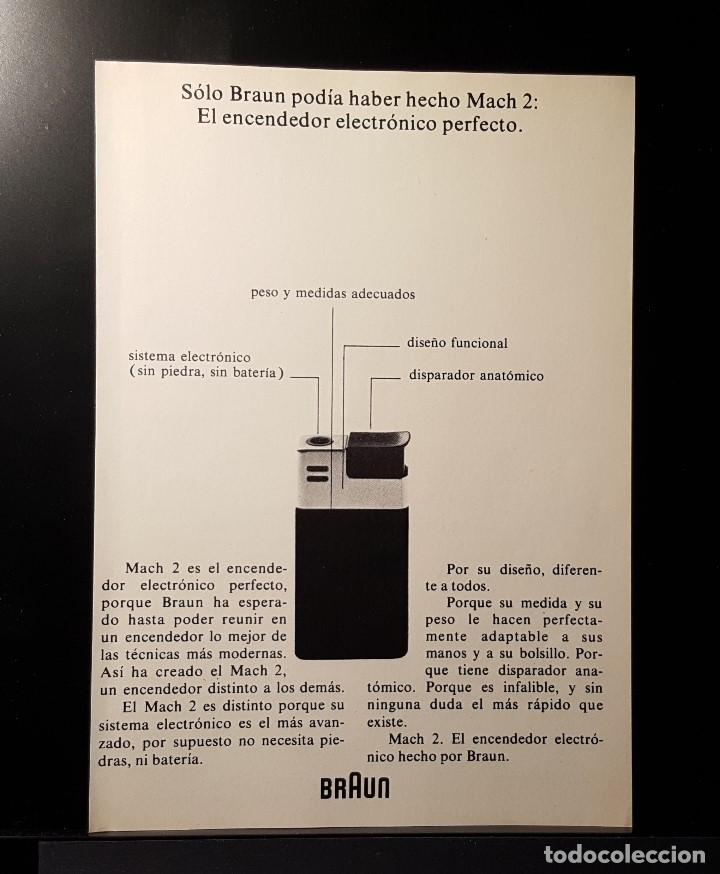 Sólo Braun podía haber hecho Mach 2:
El encendedor electrónico perfecto.
peso y medidas adecuados
diseño funcional
sistema electrónico
(sin piedra, sin batería)
disparador anatómico
Mach 2 es el encende-
dor electrónico perfecto,
porque Braun ha espera-
do hasta poder reunir en
un encendedor lo mejor de
las técnicas más modernas.
Así ha creado el Mach 2,
un encendedor distinto a los demás.
El Mach 2 es distinto porque su
sistema electrónico es el más avan-
zado, por supuesto no necesita pie-
dras, ni batería.
Por su diseño, diferen-
te a todos.
Porque su medida y su
peso le hacen perfecta-
mente adaptable a sus
manos y a su bolsillo. Por-
que tiene disparador ana-
tómico. Porque es infalible, y sin
ninguna duda el más rápido que
existe.
Mach 2. El encendedor electró-
nico hecho por Braun.
BRAUN
todocoleccion